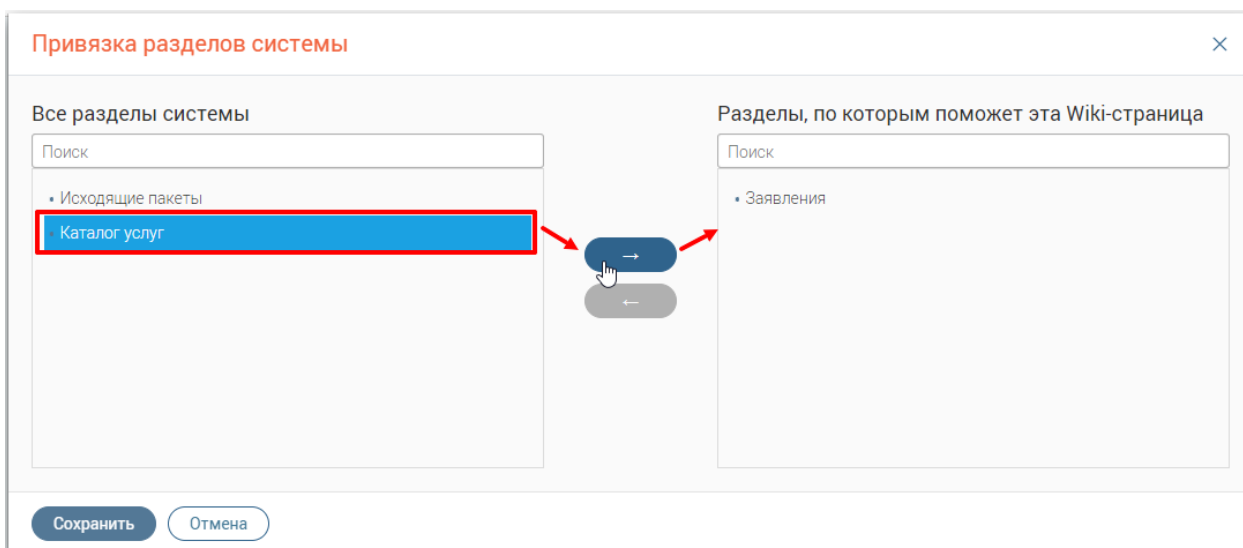 Привязка разделов системы
Все разделы системы
Поиск
• Исходящие пакеты
• Каталог услуг
→
←
Разделы, по которым поможет эта Wiki-страница
Поиск
• Заявления
Сохранить
Отмена